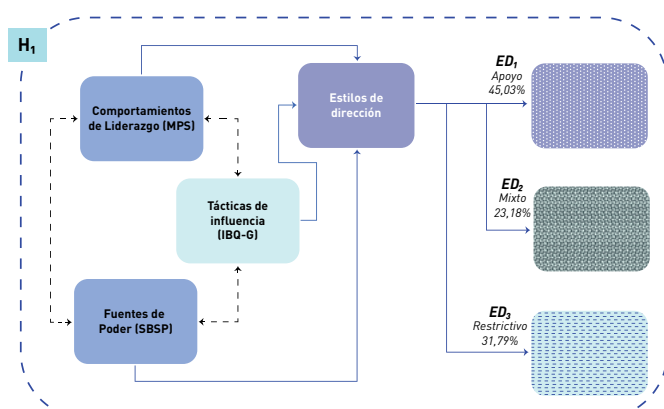 H1
Comportamientos
de Liderazgo (MPS)
Estilos de
dirección
Tácticas de
influencia
(IBQ-G)
Fuentes de
Poder (SBSP)
ED1
Apoyo
45,03%
ED2
Mixto
23,18%
ED3
Restrictivo
31,79%